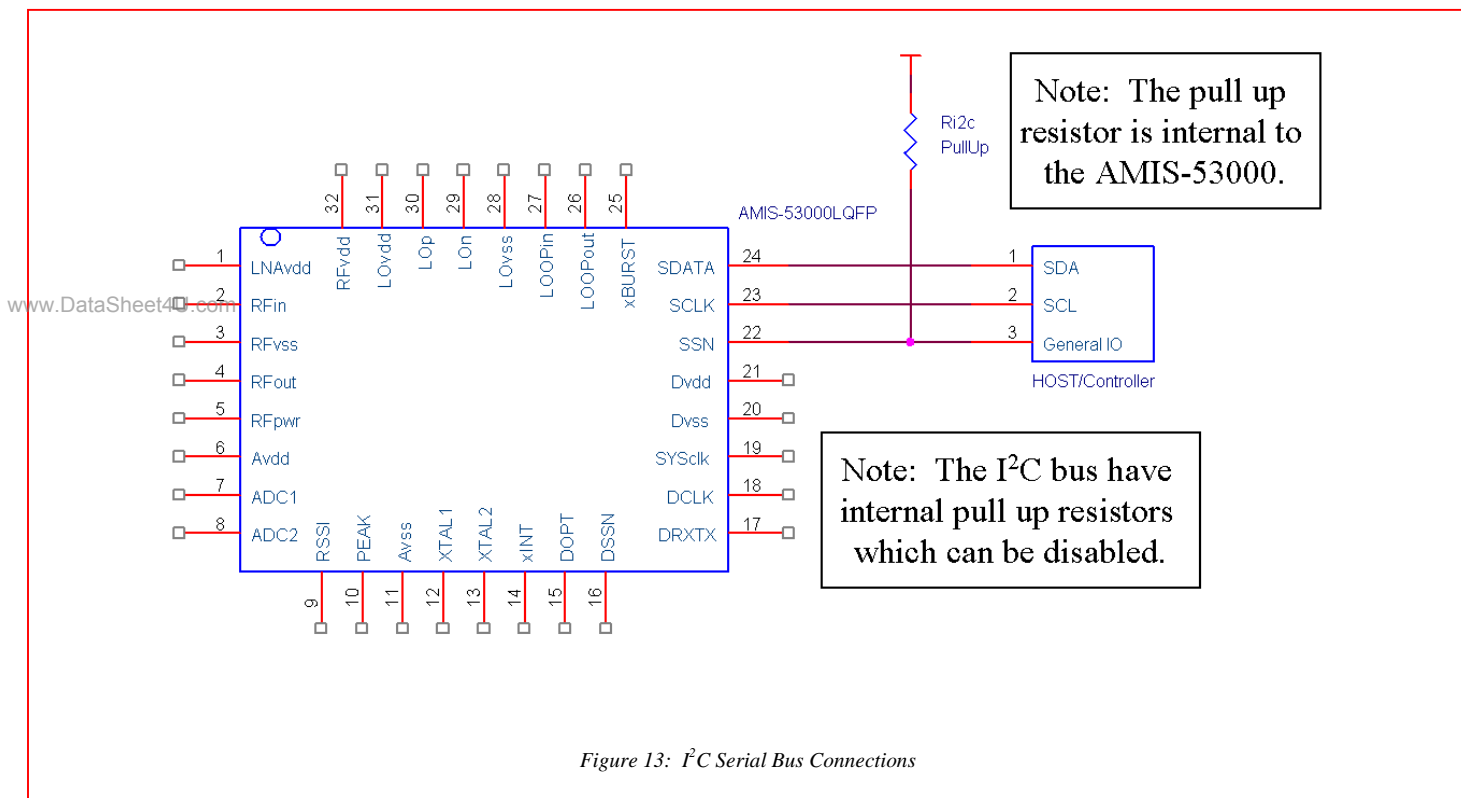 Note: The pull up
resistor is internal to
the AMIS-53000.
Ri2c
PullUp
AMIS-53000LQFP
32 31 30 29 28 27 26 25
RFvdd LOvdd LOp LOn LOvss LOOPin LOOPout xBURST
1 LNAvdd
2 RFin
3 RFvss
4 RFout
5 RFpwr
6 Avdd
7 ADC1
8 ADC2
SDATA 24
SCLK 23
SSN 22
Dvdd 21
Dvss 20
SYSclk 19
DCLK 18
DRXTX 17
RSSI PEAK Avss XTAL1 XTAL2 xINT DOPT DSSN
9 10 11 12 13 14 15 16
1 SDA
2 SCL
3 General IO
HOST/Controller
www.DataSheet4U.com
Note: The I²C bus have
internal pull up resistors
which can be disabled.
Figure 13: I²C Serial Bus Connections